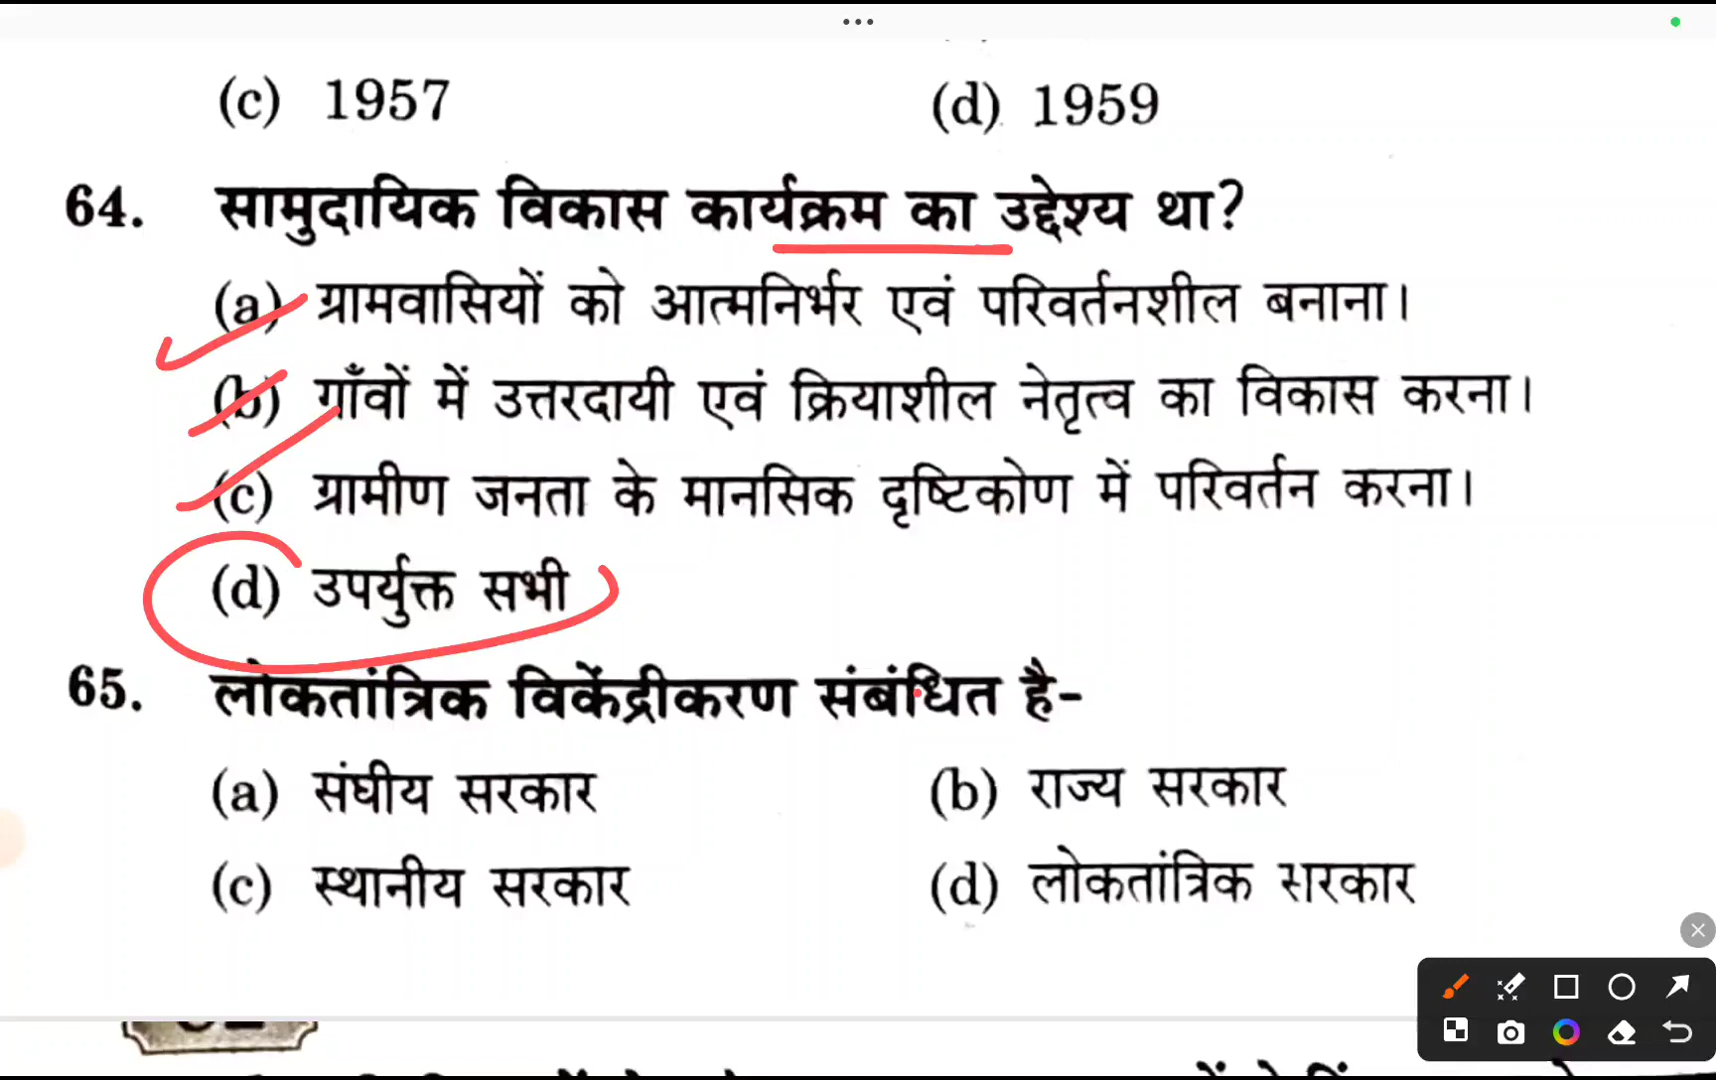 (c) 1957 (d) 1959
64. सामुदायिक विकास कार्यक्रम का उद्देश्य था?
(a) ग्रामवासियों को आत्मनिर्भर एवं परिवर्तनशील बनाना।
(b) गाँवों में उत्तरदायी एवं क्रियाशील नेतृत्व का विकास करना।
(c) ग्रामीण जनता के मानसिक दृष्टिकोण में परिवर्तन करना।
(d) उपर्युक्त सभी
65. लोकतांत्रिक विकेंद्रीकरण संबंधित है-
(a) संघीय सरकार (b) राज्य सरकार
(c) स्थानीय सरकार (d) लोकतांत्रिक सरकार